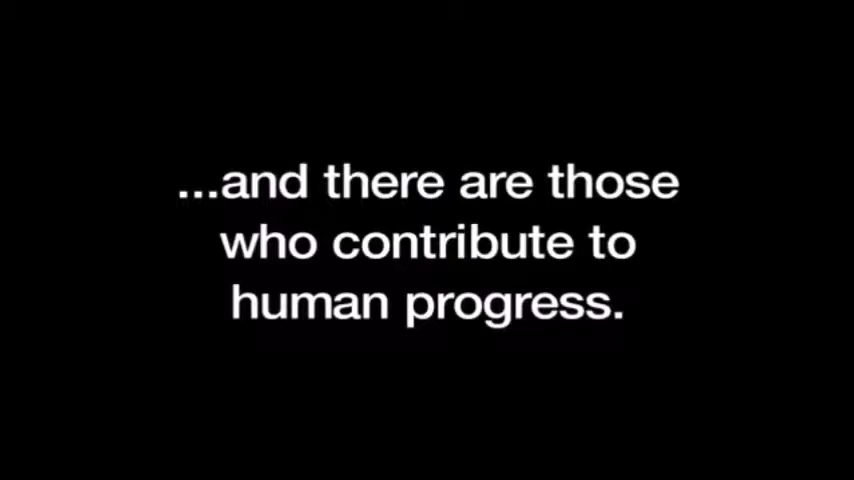 ...and there are those
who contribute to
human progress.